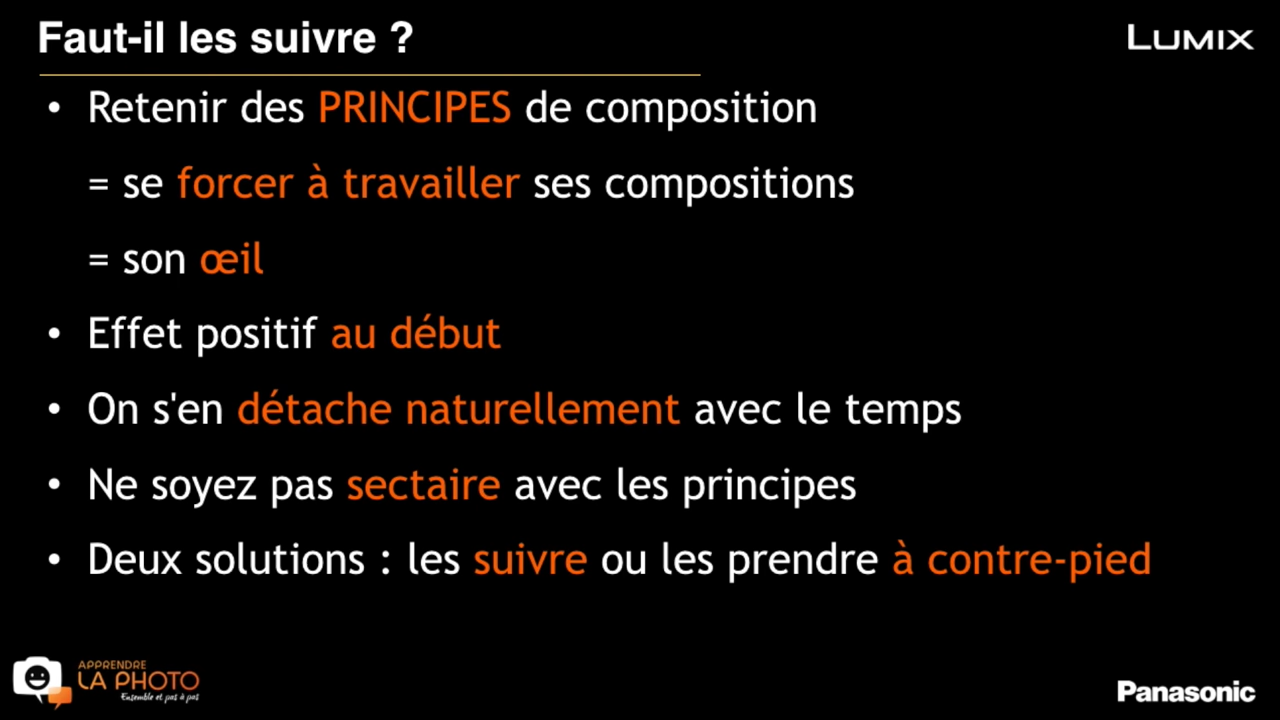 Faut-il les suivre ?
LUMIX
• Retenir des PRINCIPES de composition
= se forcer à travailler ses compositions
= son œil
• Effet positif au début
• On s'en détache naturellement avec le temps
• Ne soyez pas sectaire avec les principes
• Deux solutions : les suivre ou les prendre à contre-pied
APPRENDRE
LA PHOTO
Ensemble et pas à pas
Panasonic